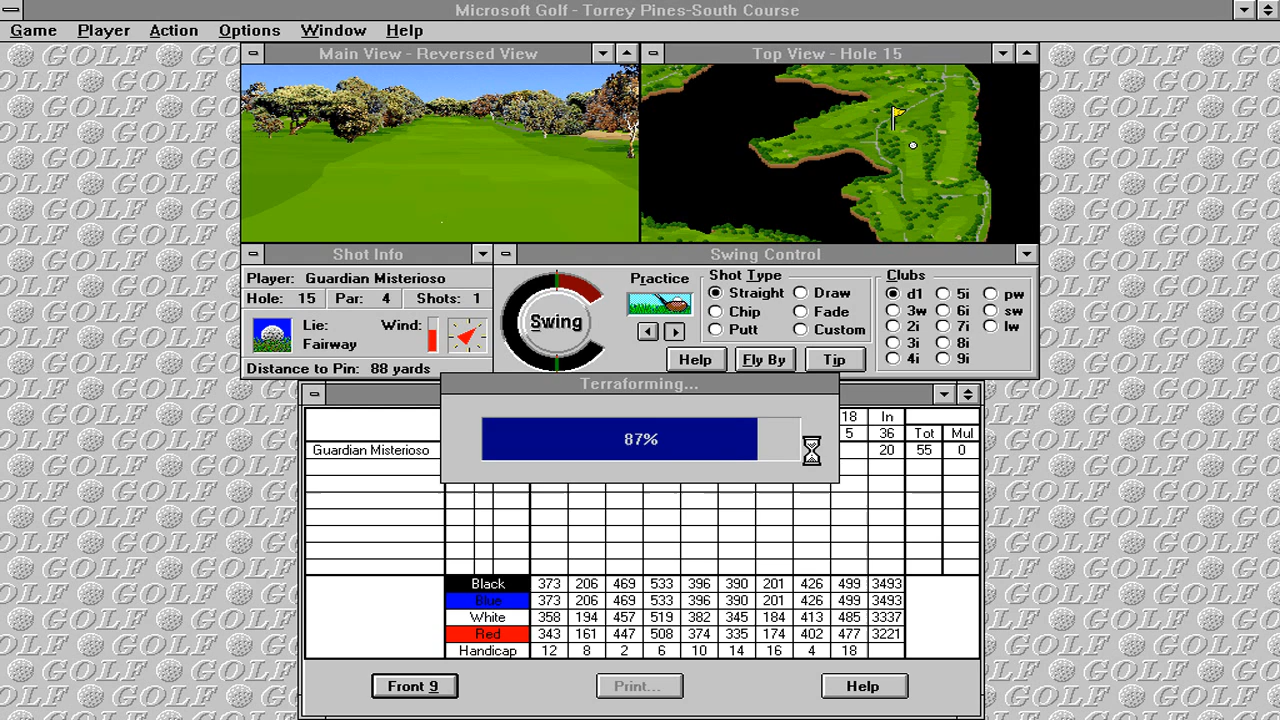 Microsoft Golf - Torrey Pines-South Course
Game Player Action Options Window Help
Main View - Reversed View
Top View - Hole 15
Shot Info
Player: Guardian Misterioso
Hole: 15 Par: 4 Shots: 1
Lie: Wind:
Fairway
Distance to Pin: 88 yards
Swing Control
Swing
Practice
Shot Type
Straight Draw
Chip Fade
Putt Custom
Help Fly By Tip
Clubs
d1 5i pw
3w 6i sw
2i 7i lw
3i 8i
4i 9i
Terraforming...
87%
18 In
5 36 Tot Mul
Guardian Misterioso 20 55 0
Black 373 206 469 533 396 390 201 426 499 3493
Blue 373 206 469 533 396 390 201 426 499 3493
White 358 194 457 519 382 345 184 413 485 3337
Red 343 161 447 508 374 335 174 402 477 3221
Handicap 12 8 2 6 10 14 16 4 18
Front 9 Print... Help
GOLF